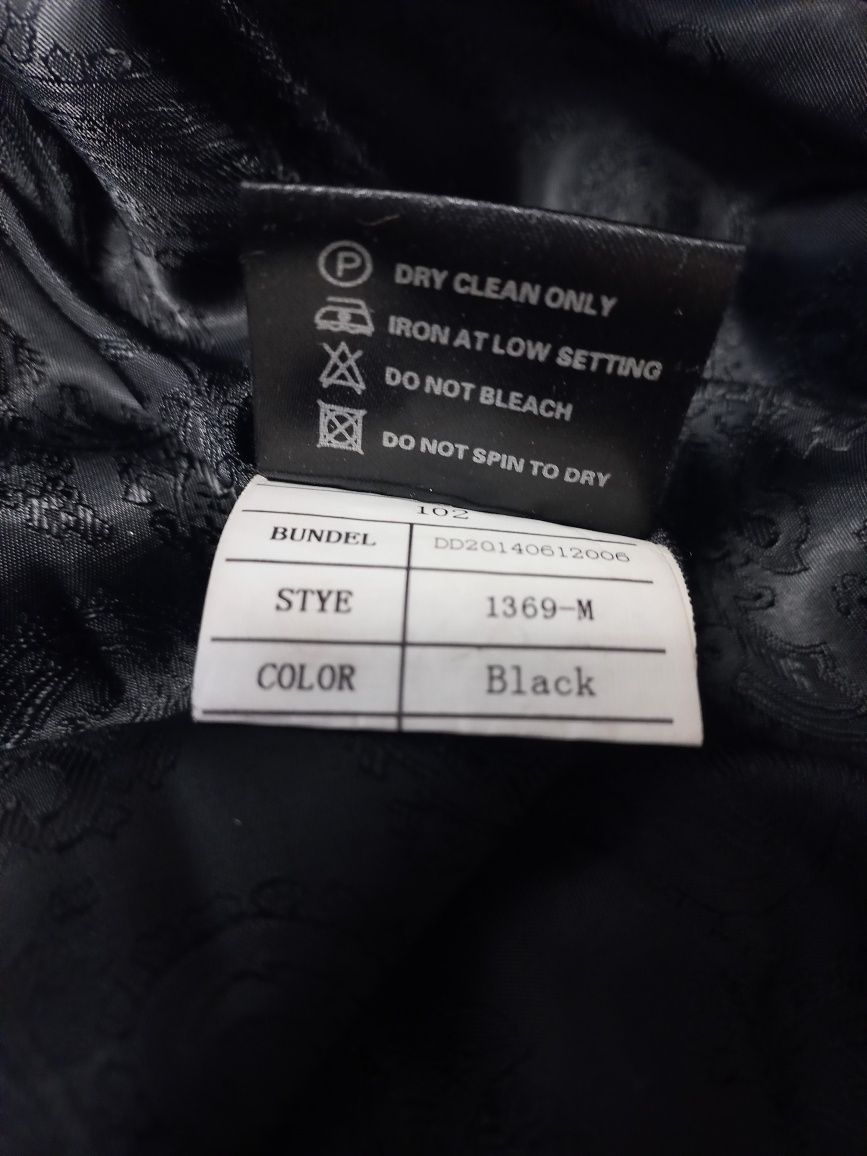 P DRY CLEAN ONLY
IRON AT LOW SETTING
DO NOT BLEACH
DO NOT SPIN TO DRY
102
BUNDEL DD20140612006
STYE 1369-M
COLOR Black